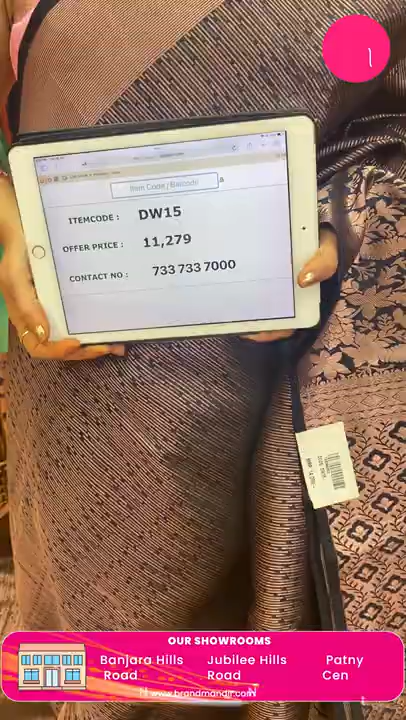 Item Code / Barcode
ITEMCODE : DW15
OFFER PRICE : 11,279
CONTACT NO : 733 733 7000
OUR SHOWROOMS
Banjara Hills Road
Jubilee Hills Road
Patny Cen
www.brandmandir.com